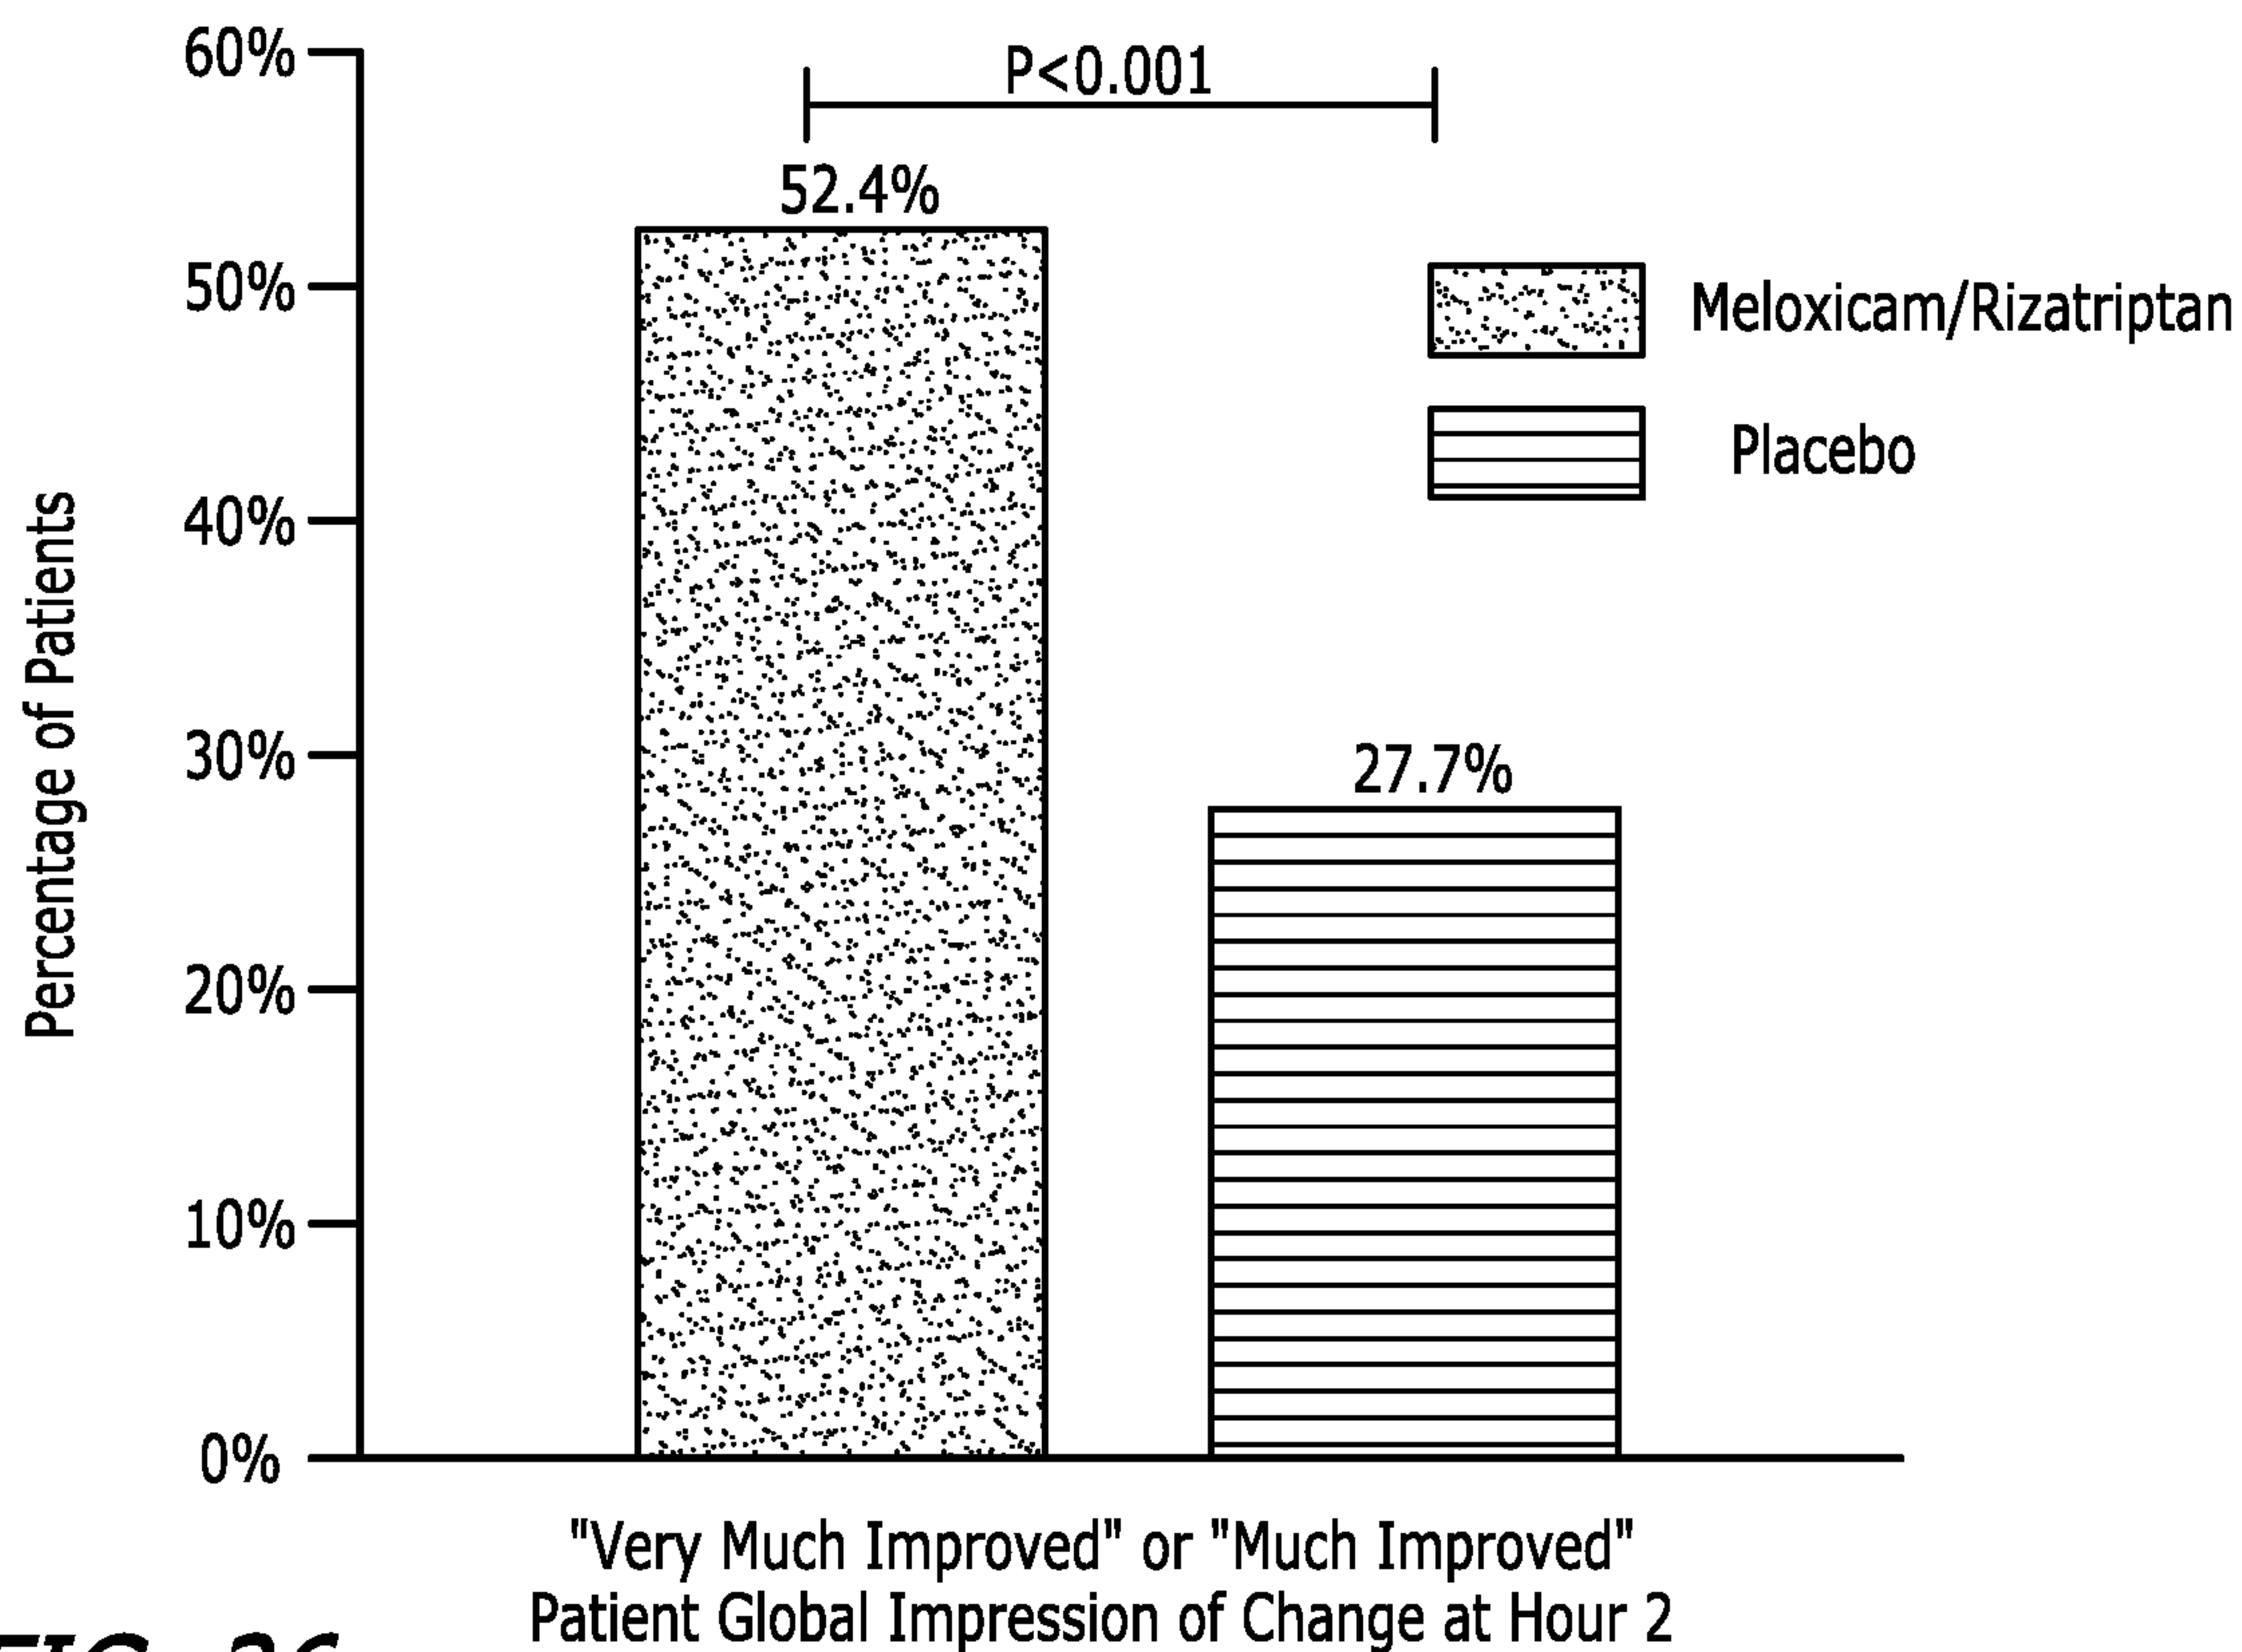 60%
P<0.001
52.4%
50%
Meloxicam/Rizatriptan
Placebo
40%
Percentage of Patients
30%
27.7%
20%
10%
0%
"Very Much Improved" or "Much Improved"
Patient Global Impression of Change at Hour 2